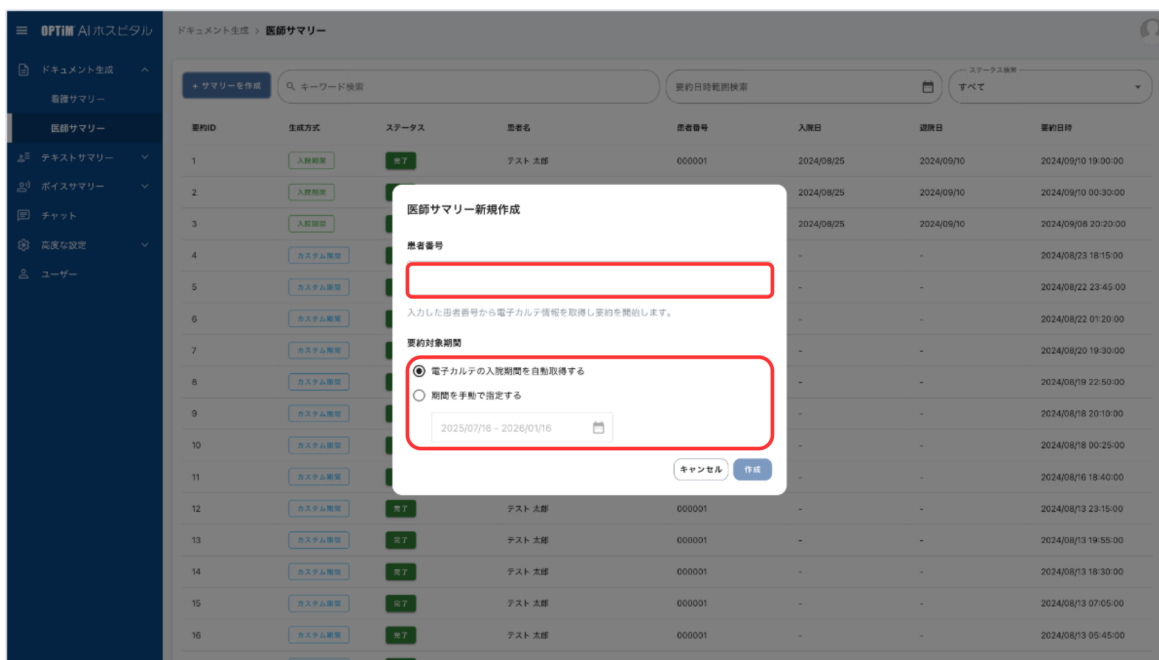 OPTiM AI ホスピタル
ドキュメント生成 > 医師サマリー
ドキュメント生成
看護サマリー
医師サマリー
テキストサマリー
ボイスサマリー
チャット
高度な設定
ユーザー
+ サマリーを作成
キーワード検索
要約日時範囲検索
ステータス検索
すべて
要約ID 生成方式 ステータス 患者名 患者番号 入院日 退院日 要約日時
1 入院期間 完了 テスト 太郎 000001 2024/08/25 2024/09/10 2024/09/10 19:00:00
2 入院期間 2024/08/25 2024/09/10 2024/09/10 00:30:00
3 入院期間 2024/08/25 2024/09/10 2024/09/08 20:20:00
4 カスタム期間 - - 2024/08/23 18:15:00
5 カスタム期間 - - 2024/08/22 23:45:00
6 カスタム期間 - - 2024/08/22 01:20:00
7 カスタム期間 - - 2024/08/20 19:30:00
8 カスタム期間 - - 2024/08/19 22:50:00
9 カスタム期間 - - 2024/08/18 20:10:00
10 カスタム期間 - - 2024/08/18 00:25:00
11 カスタム期間 - - 2024/08/16 18:40:00
12 カスタム期間 完了 テスト 太郎 000001 - - 2024/08/13 23:15:00
13 カスタム期間 完了 テスト 太郎 000001 - - 2024/08/13 19:55:00
14 カスタム期間 完了 テスト 太郎 000001 - - 2024/08/13 18:30:00
15 カスタム期間 完了 テスト 太郎 000001 - - 2024/08/13 07:05:00
16 カスタム期間 完了 テスト 太郎 000001 - - 2024/08/13 05:45:00
医師サマリー新規作成
患者番号
入力した患者番号から電子カルテ情報を取得し要約を開始します。
要約対象期間
電子カルテの入院期間を自動取得する
期間を手動で指定する
2025/07/16 - 2026/01/16
キャンセル 作成